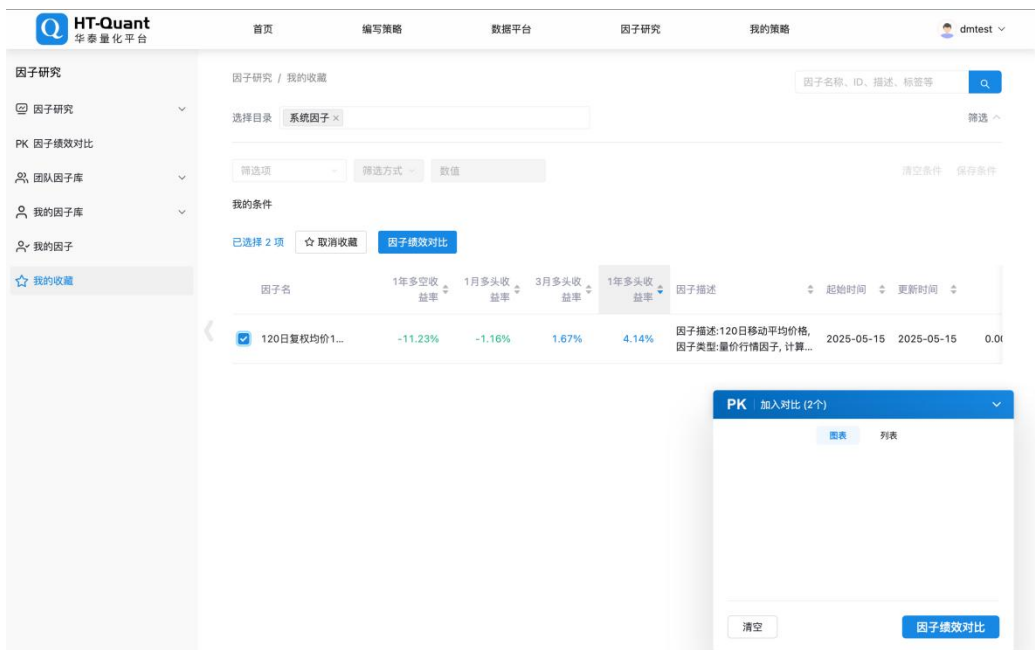 HT-Quant
华泰量化平台
首页
编写策略
数据平台
因子研究
我的策略
dmtest
因子研究
因子研究
PK 因子绩效对比
团队因子库
我的因子库
我的因子
我的收藏
因子研究 / 我的收藏
因子名称、ID、描述、标签等
选择目录 系统因子 ×
筛选
筛选项
筛选方式
数值
清空条件 保存条件
我的条件
已选择 2 项 取消收藏 因子绩效对比
因子名
1年多空收
益率
1月多头收
益率
3月多头收
益率
1年多头收
益率
因子描述
起始时间
更新时间
120日复权均价1...
-11.23%
-1.16%
1.67%
4.14%
因子描述:120日移动平均价格,
因子类型:量价行情因子, 计算...
2025-05-15
2025-05-15
0.00
PK 加入对比 (2个)
图表 列表
清空 因子绩效对比